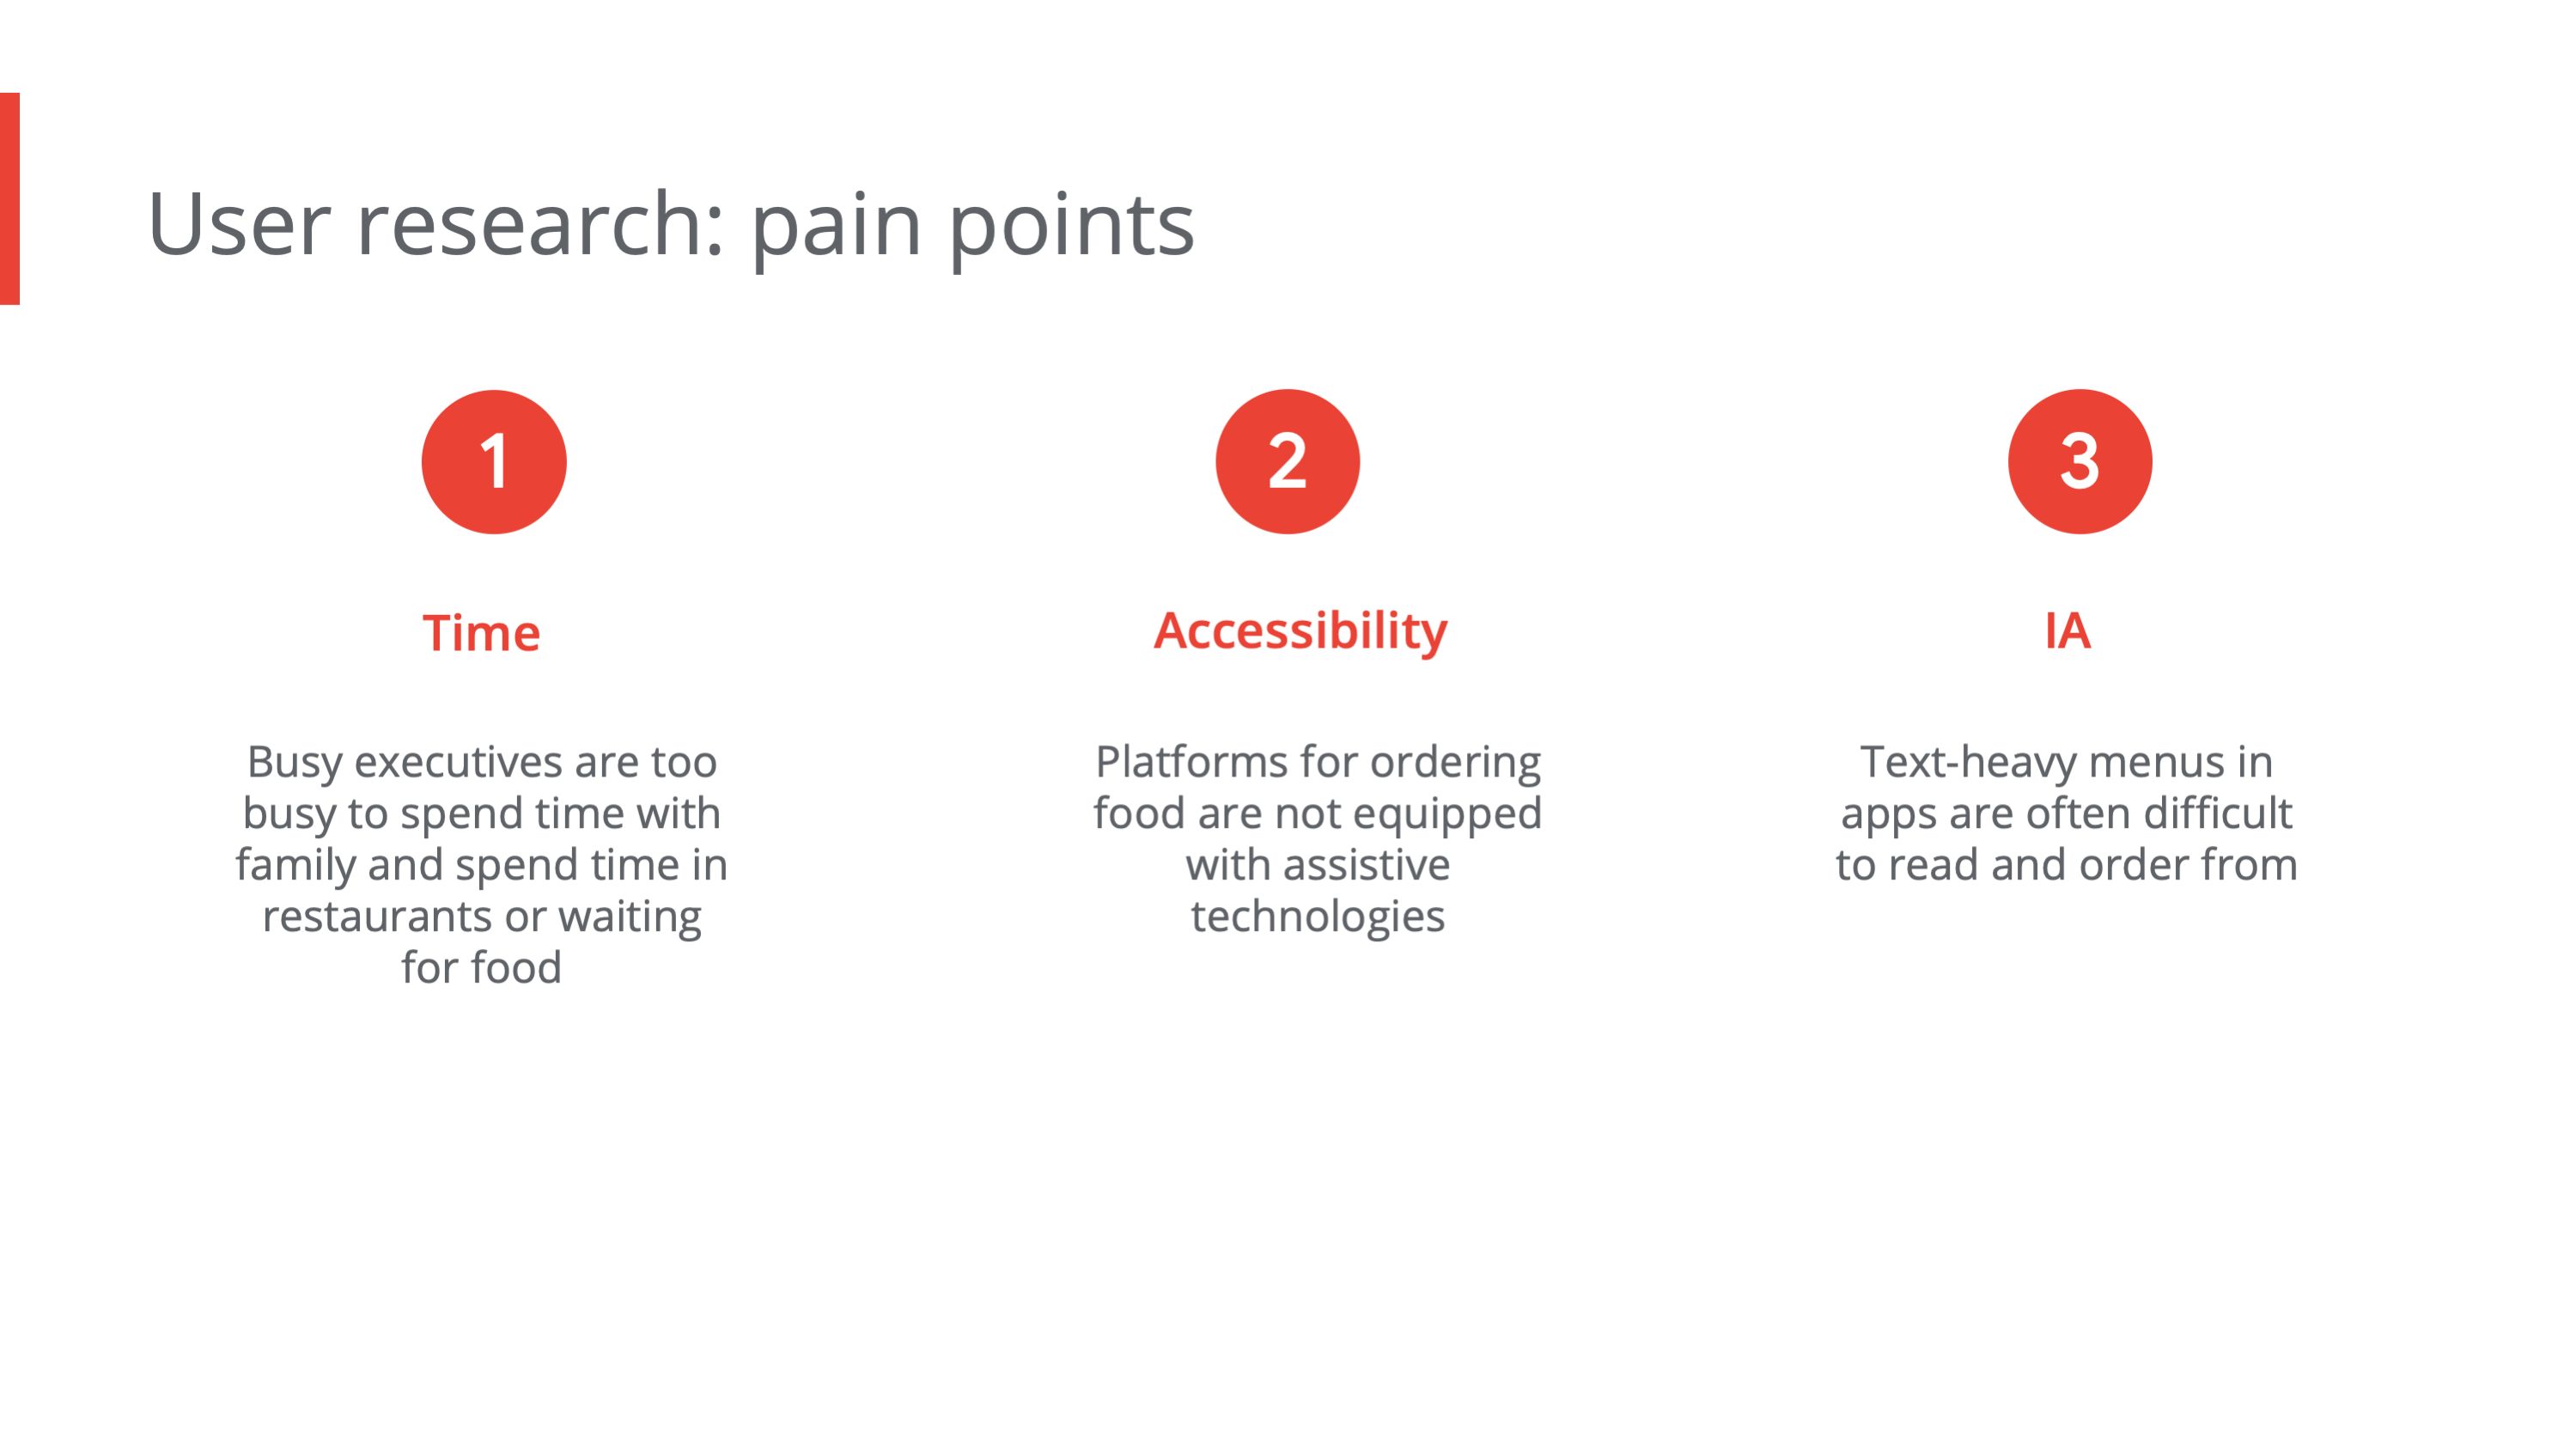 User research: pain points
1
Time
Busy executives are too
busy to spend time with
family and spend time in
restaurants or waiting
for food
2
Accessibility
Platforms for ordering
food are not equipped
with assistive
technologies
3
IA
Text-heavy menus in
apps are often difficult
to read and order from